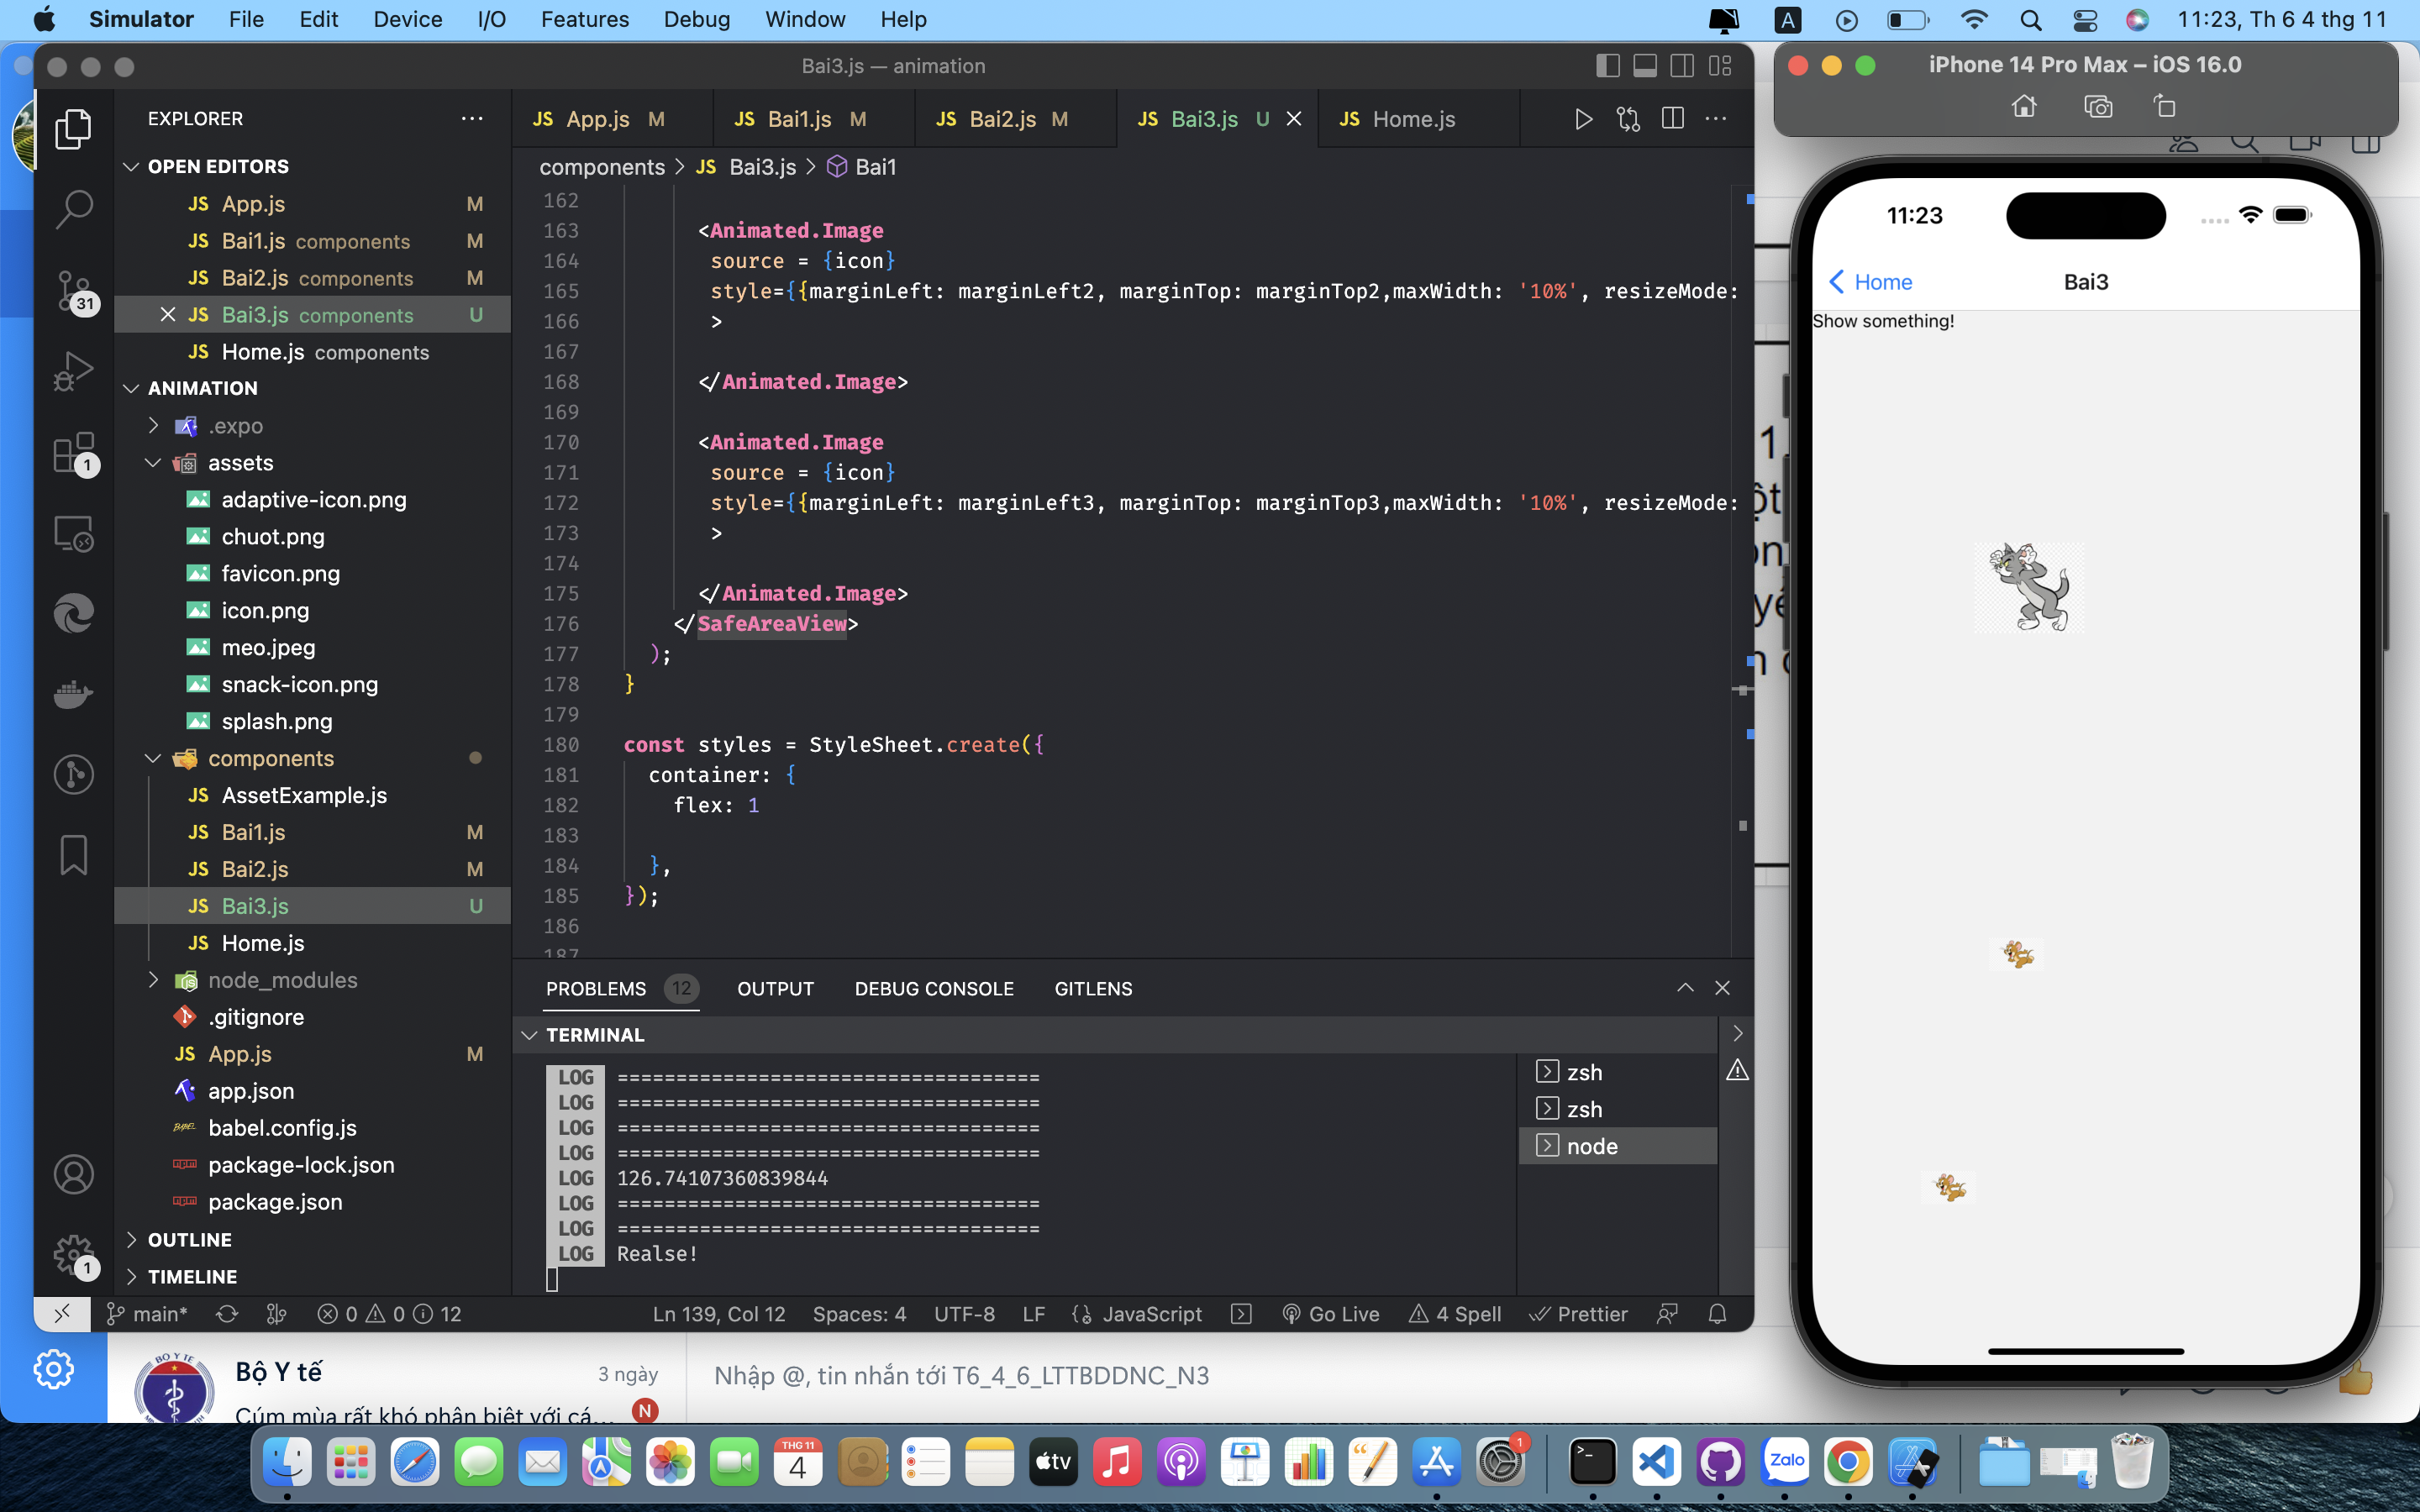 Simulator File Edit Device I/O Features Debug Window Help
A 11:23, Th 6 4 thg 11
Bai3.js — animation
EXPLORER
OPEN EDITORS
JS App.js M
JS Bai1.js components M
JS Bai2.js components M
JS Bai3.js components U
JS Home.js components
31
1
ANIMATION
.expo
assets
adaptive-icon.png
chuot.png
favicon.png
icon.png
meo.jpeg
snack-icon.png
splash.png
components
JS AssetExample.js
JS Bai1.js M
JS Bai2.js M
JS Bai3.js U
JS Home.js
node_modules
.gitignore
JS App.js M
app.json
BABEL babel.config.js
package-lock.json
package.json
OUTLINE
1
TIMELINE
JS App.js M JS Bai1.js M JS Bai2.js M JS Bai3.js U JS Home.js
components > JS Bai3.js > Bai1
162
163 <Animated.Image
164 source = {icon}
165 style={{marginLeft: marginLeft2, marginTop: marginTop2,maxWidth: '10%', resizeMode:
166 >
167
168 </Animated.Image>
169
170 <Animated.Image
171 source = {icon}
172 style={{marginLeft: marginLeft3, marginTop: marginTop3,maxWidth: '10%', resizeMode:
173 >
174
175 </Animated.Image>
176 </SafeAreaView>
177 );
178 }
179
180 const styles = StyleSheet.create({
181 container: {
182 flex: 1
183
184 },
185 });
186
187
PROBLEMS 12 OUTPUT DEBUG CONSOLE GITLENS
TERMINAL
LOG ====================================
LOG ====================================
LOG ====================================
LOG ====================================
LOG 126.74107360839844
LOG ====================================
LOG ====================================
LOG Realse!
zsh
zsh
node
main* 0 0 12 Ln 139, Col 12 Spaces: 4 UTF-8 LF JavaScript Go Live 4 Spell Prettier
iPhone 14 Pro Max – iOS 16.0
11:23
Home Bai3
Show something!
1
BỘ Y TẾ
Bộ Y tế 3 ngày
Cúm mùa rất khó phân biệt với cá... N
Nhập @, tin nhắn tới T6_4_6_LTTBDDNC_N3
THG 11
4
tv
1
Zalo